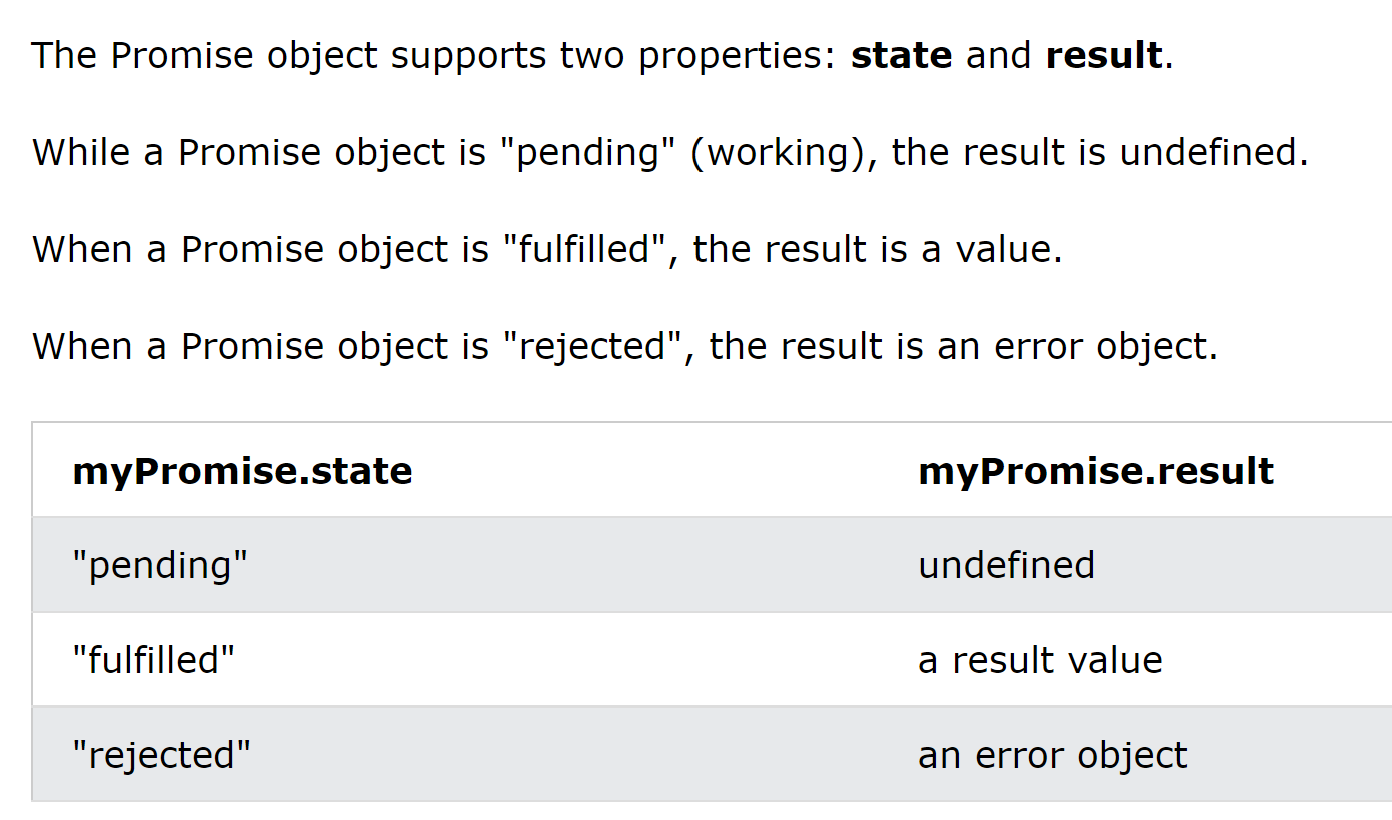 The Promise object supports two properties: state and result.
While a Promise object is "pending" (working), the result is undefined.
When a Promise object is "fulfilled", the result is a value.
When a Promise object is "rejected", the result is an error object.
myPromise.state myPromise.result
"pending" undefined
"fulfilled" a result value
"rejected" an error object